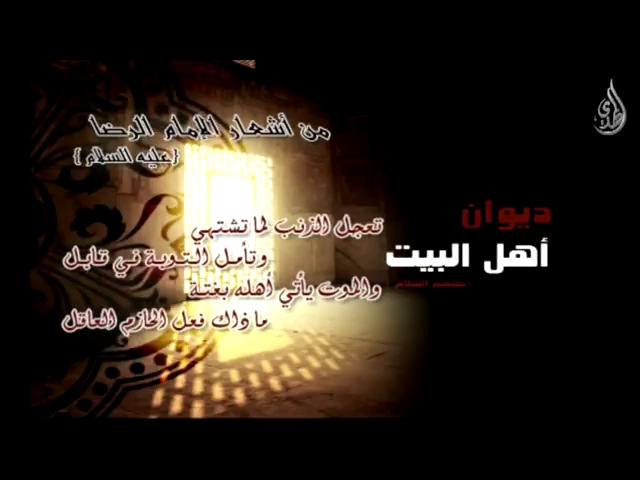 من أشعار الإمام الرضا
{عليه السلام}
تعجل الذنب لما تشتهي
وتأمل التوبة في قابل
والموت يأتي أهله بغتة
ما ذاك فعل الحازم العاقل
ديوان
أهل البيت
عليهم السلام